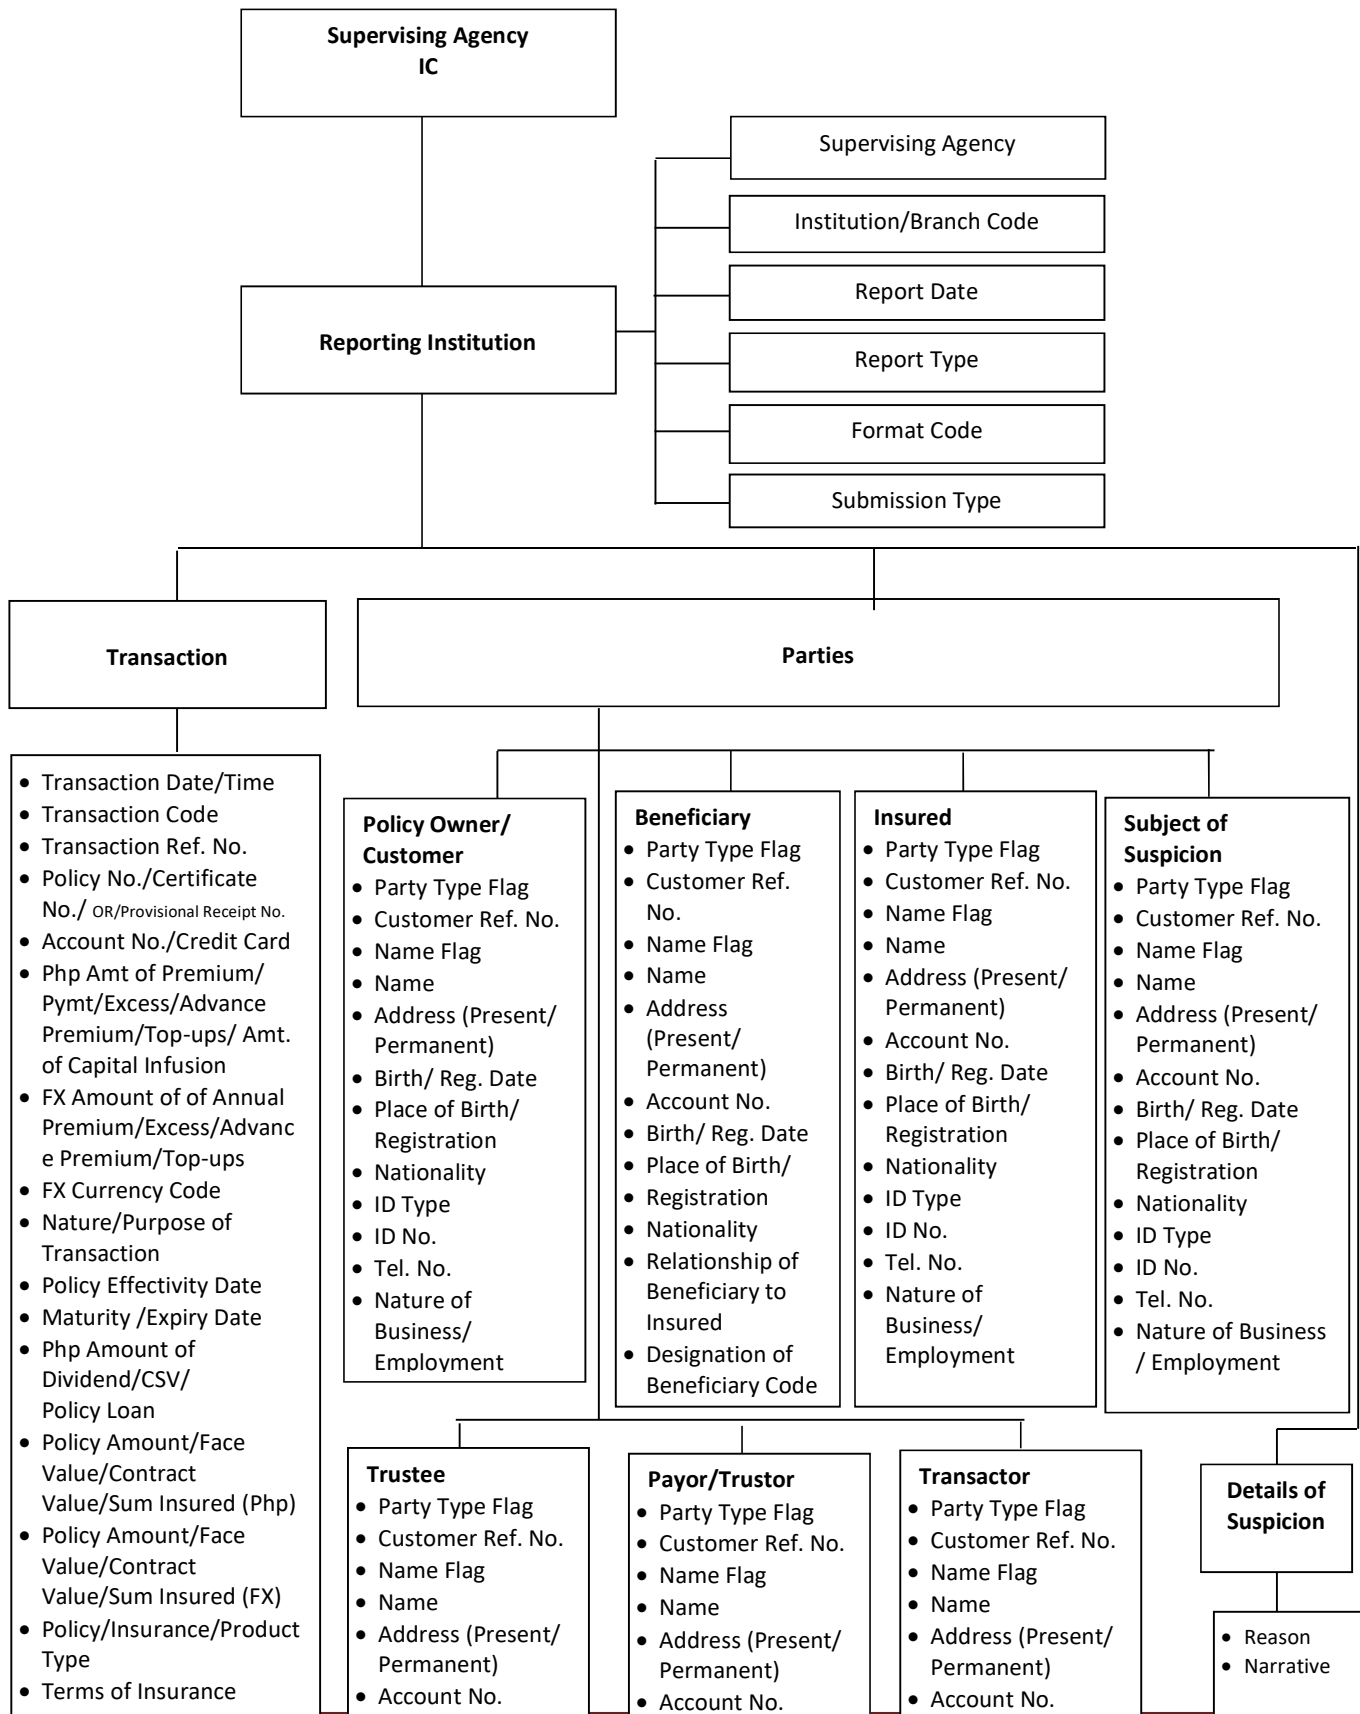 Supervising Agency
IC
Supervising Agency
Institution/Branch Code
Report Date
Reporting Institution
Report Type
Format Code
Submission Type
Transaction
Parties
• Transaction Date/Time
• Transaction Code
• Transaction Ref. No.
• Policy No./Certificate
No./ OR/Provisional Receipt No.
• Account No./Credit Card
• Php Amt of Premium/
Pymt/Excess/Advance
Premium/Top-ups/ Amt.
of Capital Infusion
• FX Amount of of Annual
Premium/Excess/Advanc
e Premium/Top-ups
• FX Currency Code
• Nature/Purpose of
Transaction
• Policy Effectivity Date
• Maturity /Expiry Date
• Php Amount of
Dividend/CSV/
Policy Loan
• Policy Amount/Face
Value/Contract
Value/Sum Insured (Php)
• Policy Amount/Face
Value/Contract
Value/Sum Insured (FX)
• Policy/Insurance/Product
Type
• Terms of Insurance
Policy Owner/
Customer
• Party Type Flag
• Customer Ref. No.
• Name Flag
• Name
• Address (Present/
Permanent)
• Birth/ Reg. Date
• Place of Birth/
Registration
• Nationality
• ID Type
• ID No.
• Tel. No.
• Nature of
Business/
Employment
Beneficiary
• Party Type Flag
• Customer Ref.
No.
• Name Flag
• Name
• Address
(Present/
Permanent)
• Account No.
• Birth/ Reg. Date
• Place of Birth/
• Registration
• Nationality
• Relationship of
Beneficiary to
Insured
• Designation of
Beneficiary Code
Insured
• Party Type Flag
• Customer Ref. No.
• Name Flag
• Name
• Address (Present/
Permanent)
• Account No.
• Birth/ Reg. Date
• Place of Birth/
Registration
• Nationality
• ID Type
• ID No.
• Tel. No.
• Nature of
Business/
Employment
Subject of
Suspicion
• Party Type Flag
• Customer Ref. No.
• Name Flag
• Name
• Address (Present/
Permanent)
• Account No.
• Birth/ Reg. Date
• Place of Birth/
Registration
• Nationality
• ID Type
• ID No.
• Tel. No.
• Nature of Business
/ Employment
Trustee
• Party Type Flag
• Customer Ref. No.
• Name Flag
• Name
• Address (Present/
Permanent)
• Account No.
Payor/Trustor
• Party Type Flag
• Customer Ref. No.
• Name Flag
• Name
• Address (Present/
Permanent)
• Account No.
Transactor
• Party Type Flag
• Customer Ref. No.
• Name Flag
• Name
• Address (Present/
Permanent)
• Account No.
Details of
Suspicion
• Reason
• Narrative